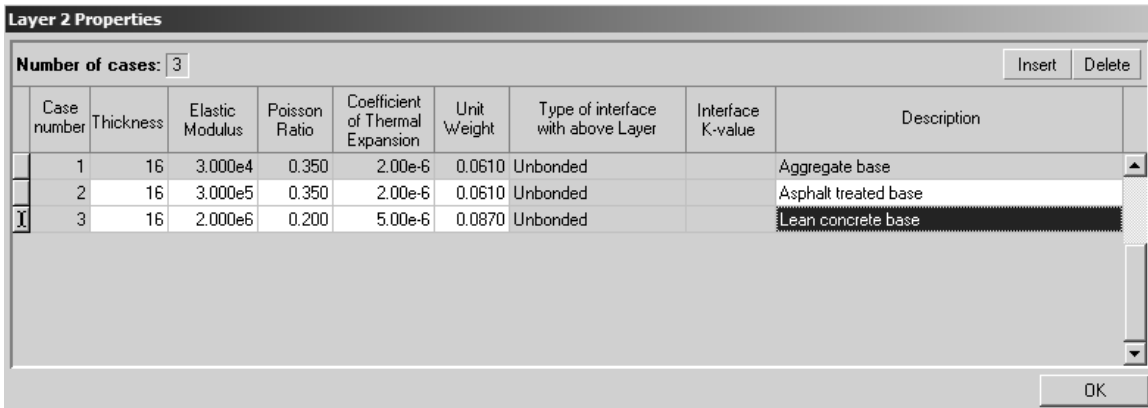 Layer 2 Properties
Number of cases: 3
Insert
Delete
Case number
Thickness
Elastic Modulus
Poisson Ratio
Coefficient of Thermal Expansion
Unit Weight
Type of interface with above Layer
Interface K-value
Description
1 16 3.000e4 0.350 2.00e-6 0.0610 Unbonded Aggregate base
2 16 3.000e5 0.350 2.00e-6 0.0610 Unbonded Asphalt treated base
3 16 2.000e6 0.200 5.00e-6 0.0870 Unbonded Lean concrete base
OK